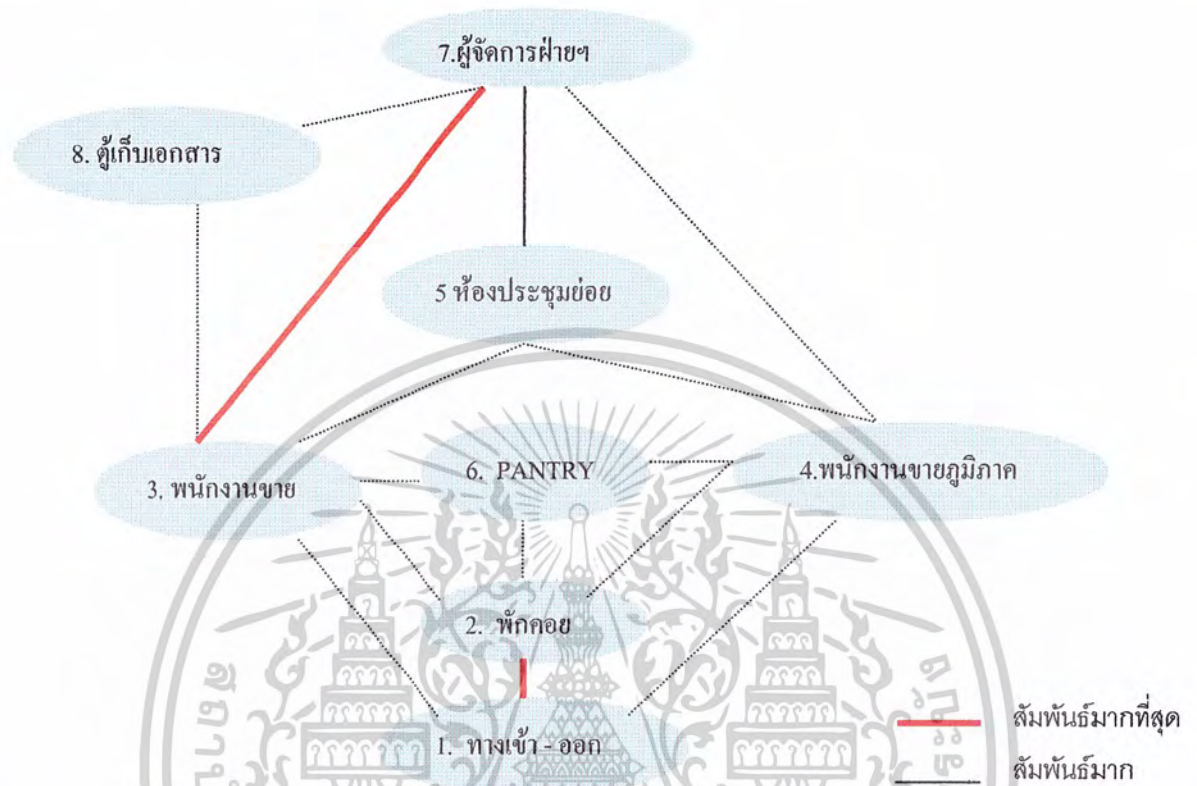 7.ผู้จัดการฝ่ายฯ
8. ตู้เก็บเอกสาร
5 ห้องประชุมย่อย
3. พนักงานขาย
6. PANTRY
4.พนักงานขายภูมิภาค
2. พักคอย
1. ทางเข้า - ออก
สัมพันธ์มากที่สุด
สัมพันธ์มาก